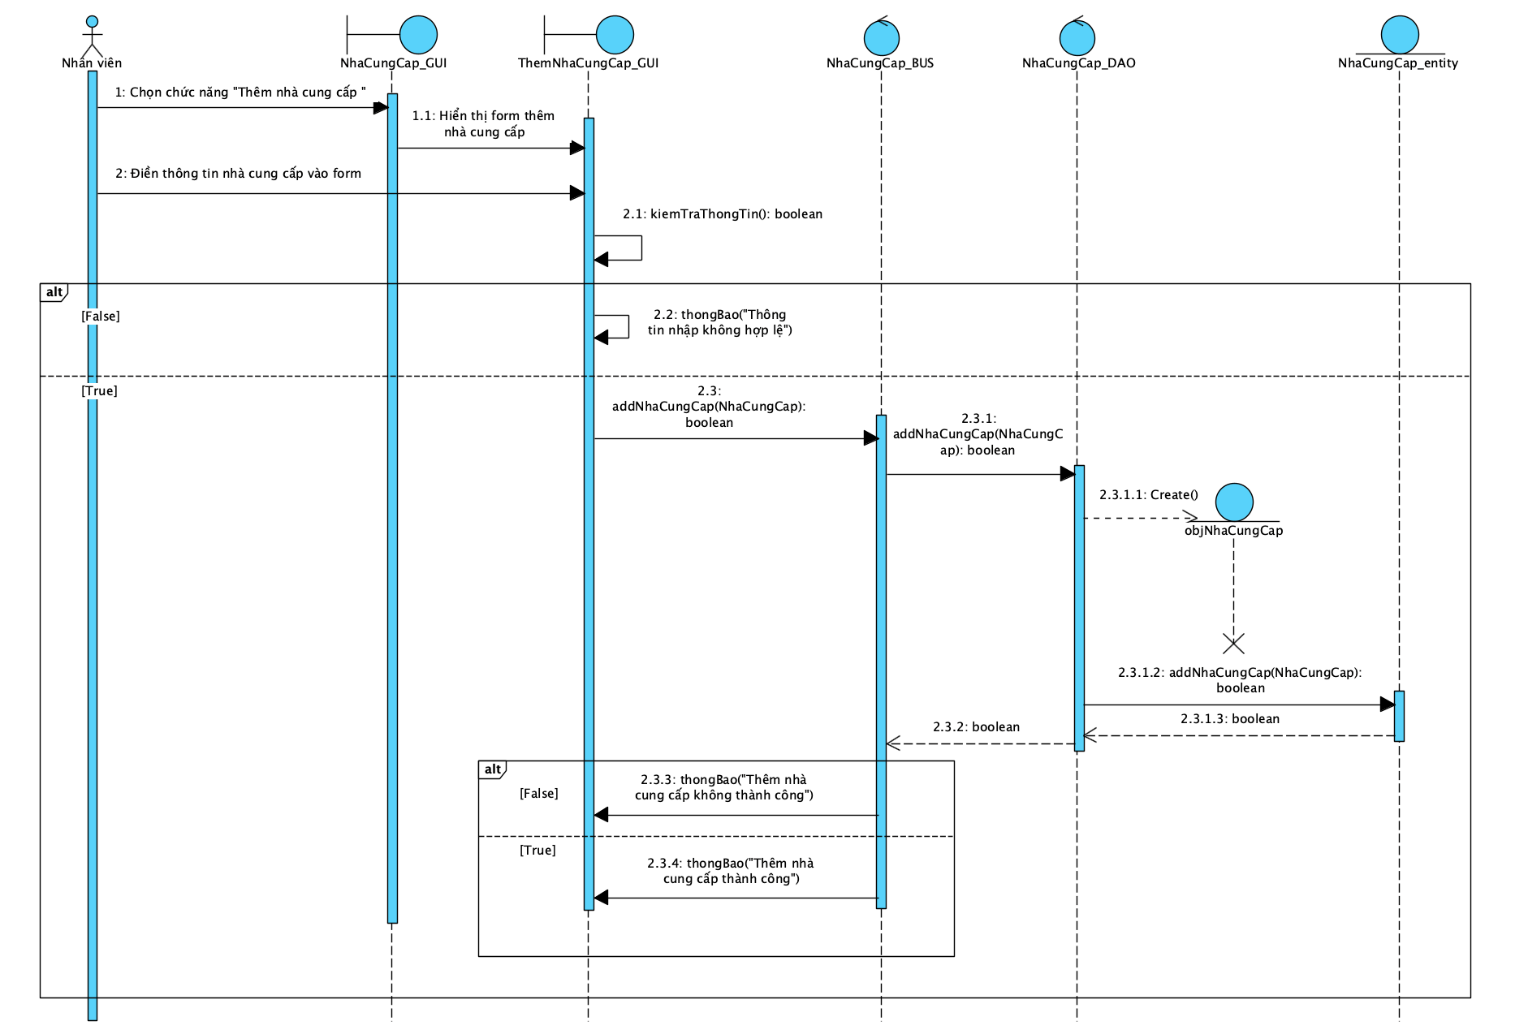 Nhân viên
NhaCungCap_GUI
ThemNhaCungCap_GUI
NhaCungCap_BUS
NhaCungCap_DAO
NhaCungCap_entity
1: Chọn chức năng "Thêm nhà cung cấp "
1.1: Hiển thị form thêm
nhà cung cấp
2: Điền thông tin nhà cung cấp vào form
2.1: kiemTraThongTin(): boolean
alt
[False]
2.2: thongBao("Thông
tin nhập không hợp lệ")
[True]
2.3:
addNhaCungCap(NhaCungCap):
boolean
2.3.1:
addNhaCungCap(NhaCungC
ap): boolean
2.3.1.1: Create()
objNhaCungCap
2.3.1.2: addNhaCungCap(NhaCungCap):
boolean
2.3.1.3: boolean
2.3.2: boolean
alt
[False]
2.3.3: thongBao("Thêm nhà
cung cấp không thành công")
[True]
2.3.4: thongBao("Thêm nhà
cung cấp thành công")